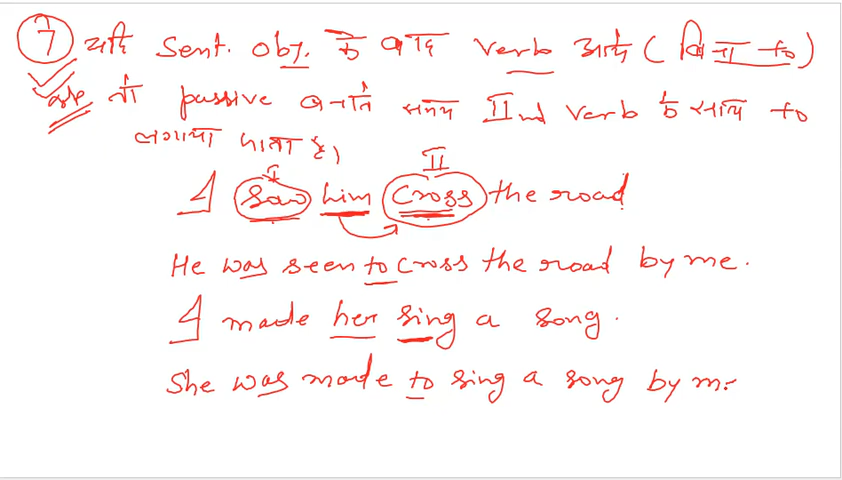 7 यदि Sent. obj. के बाद Verb आये ( बिना to )
तो passive बनाते समय IInd Verb के साथ to
लगाया जाता है।
I II
I Saw him Cross the road
He was seen to cross the road by me.
I made her sing a song.
She was made to sing a song by me